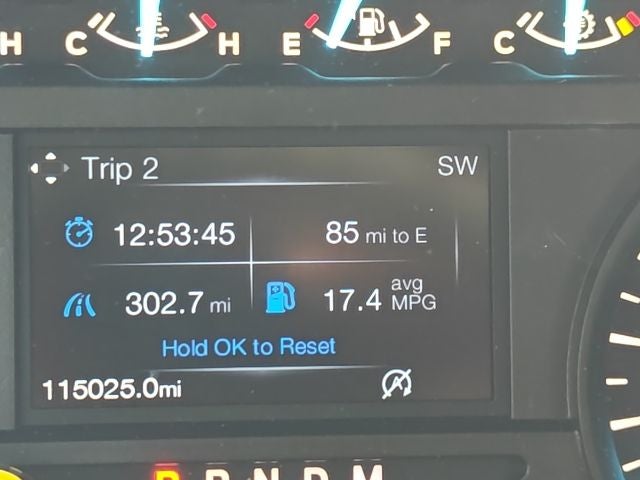 H C H E F C
Trip 2 SW
12:53:45 85 mi to E
302.7 mi 17.4 avg MPG
Hold OK to Reset
115025.0mi
P R N D M